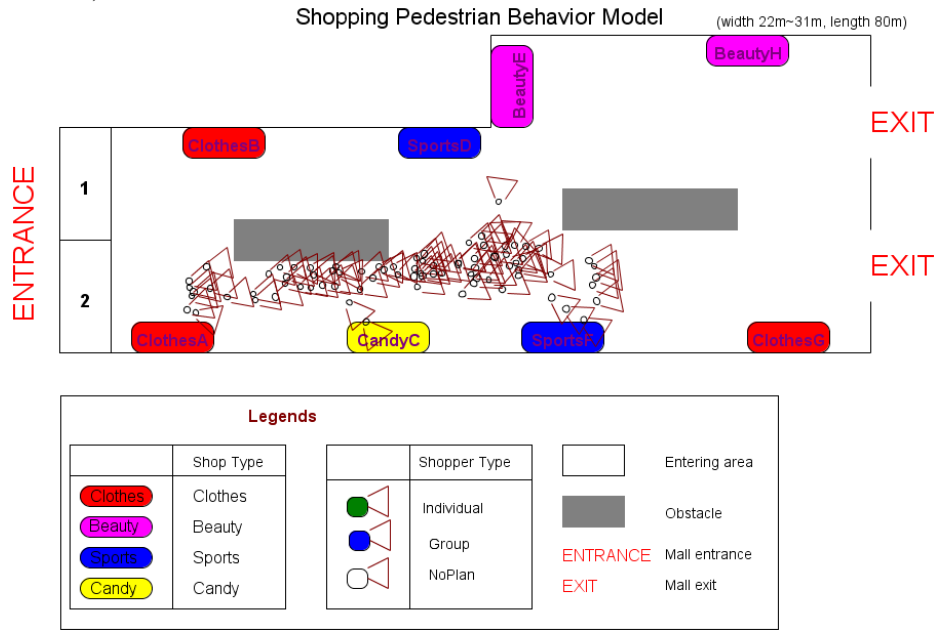 Shopping Pedestrian Behavior Model
(width 22m~31m, length 80m)
BeautyE
BeautyH
EXIT
ClothesB
SportsD
ENTRANCE
1
2
EXIT
ClothesA
CandyC
SportsF
ClothesG
Legends
Shop Type
Clothes Clothes
Beauty Beauty
Sports Sports
Candy Candy
Shopper Type
Individual
Group
NoPlan
Entering area
Obstacle
ENTRANCE Mall entrance
EXIT Mall exit